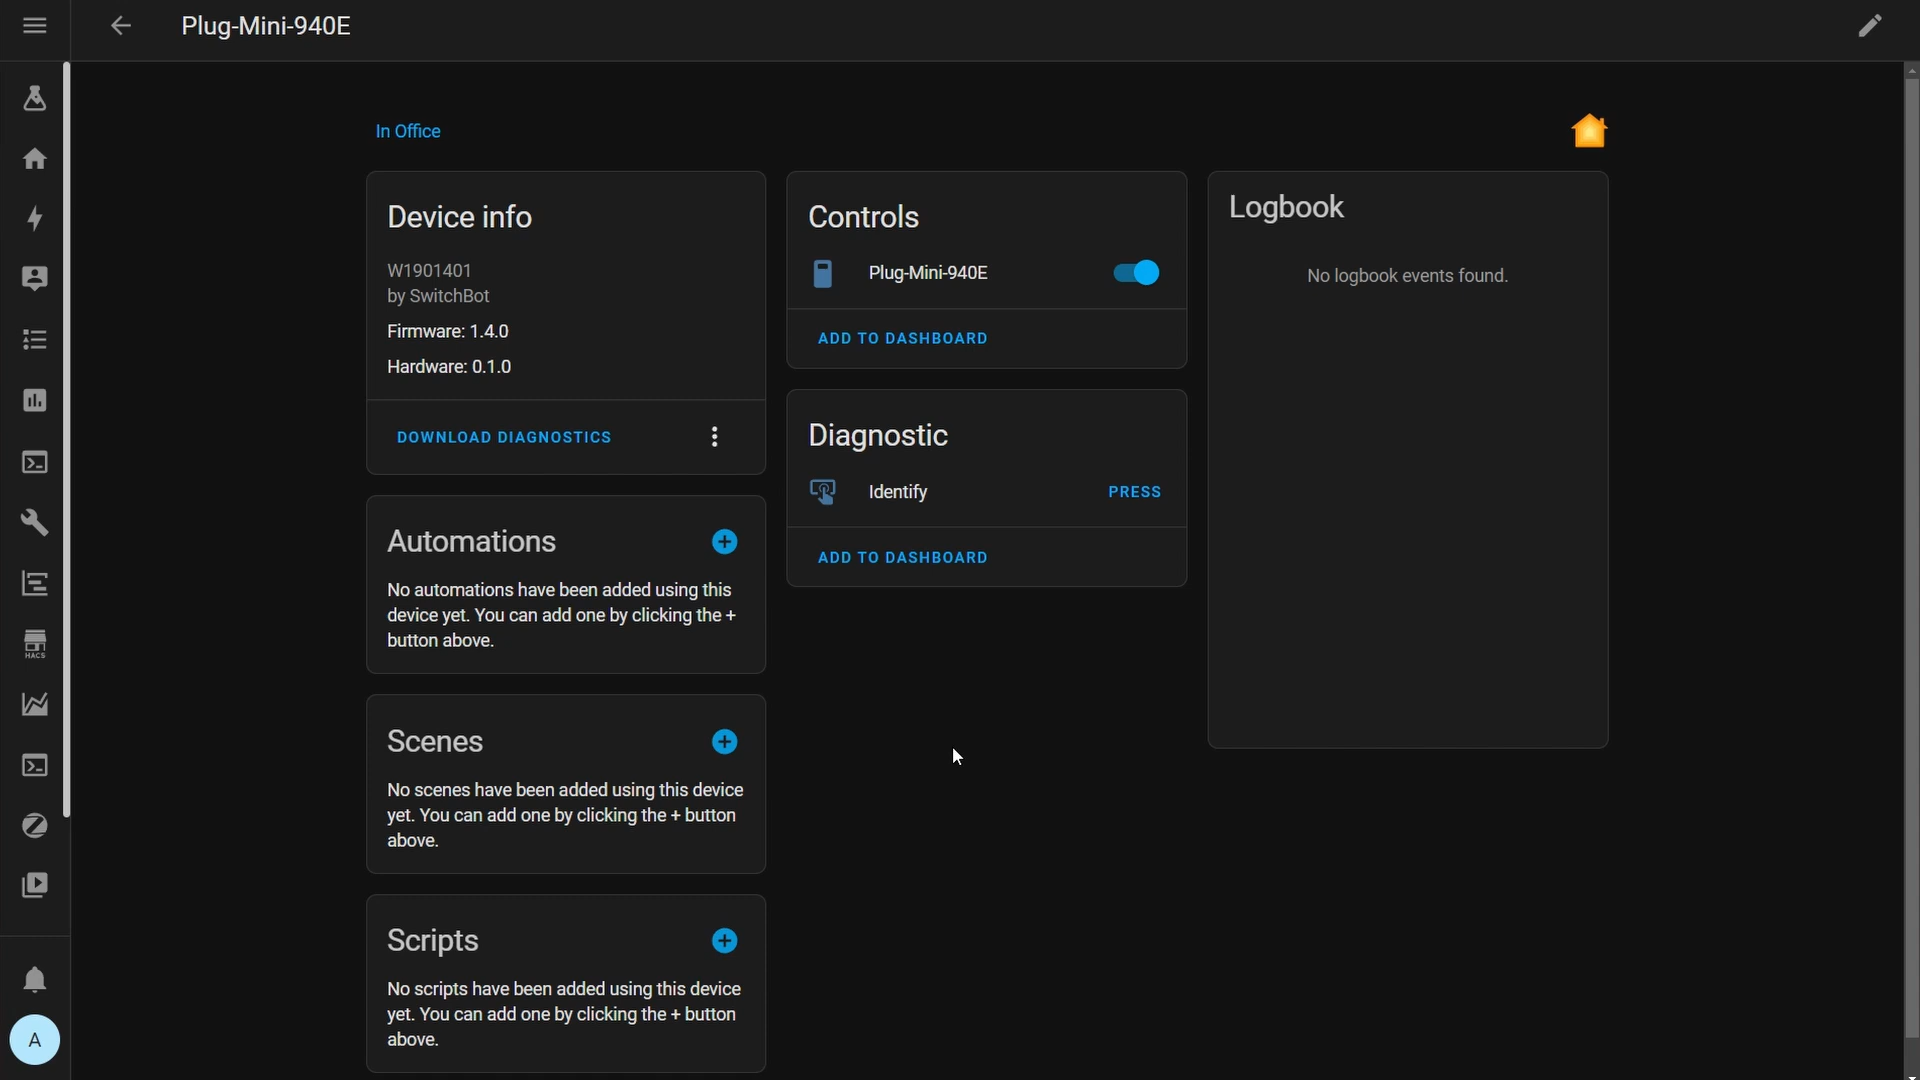 Plug-Mini-940E
In Office
Device info
W1901401
by SwitchBot
Firmware: 1.4.0
Hardware: 0.1.0
DOWNLOAD DIAGNOSTICS
Automations
No automations have been added using this
device yet. You can add one by clicking the +
button above.
Scenes
No scenes have been added using this device
yet. You can add one by clicking the + button
above.
Scripts
No scripts have been added using this device
yet. You can add one by clicking the + button
above.
Controls
Plug-Mini-940E
ADD TO DASHBOARD
Diagnostic
Identify
PRESS
ADD TO DASHBOARD
Logbook
No logbook events found.
HACS
A